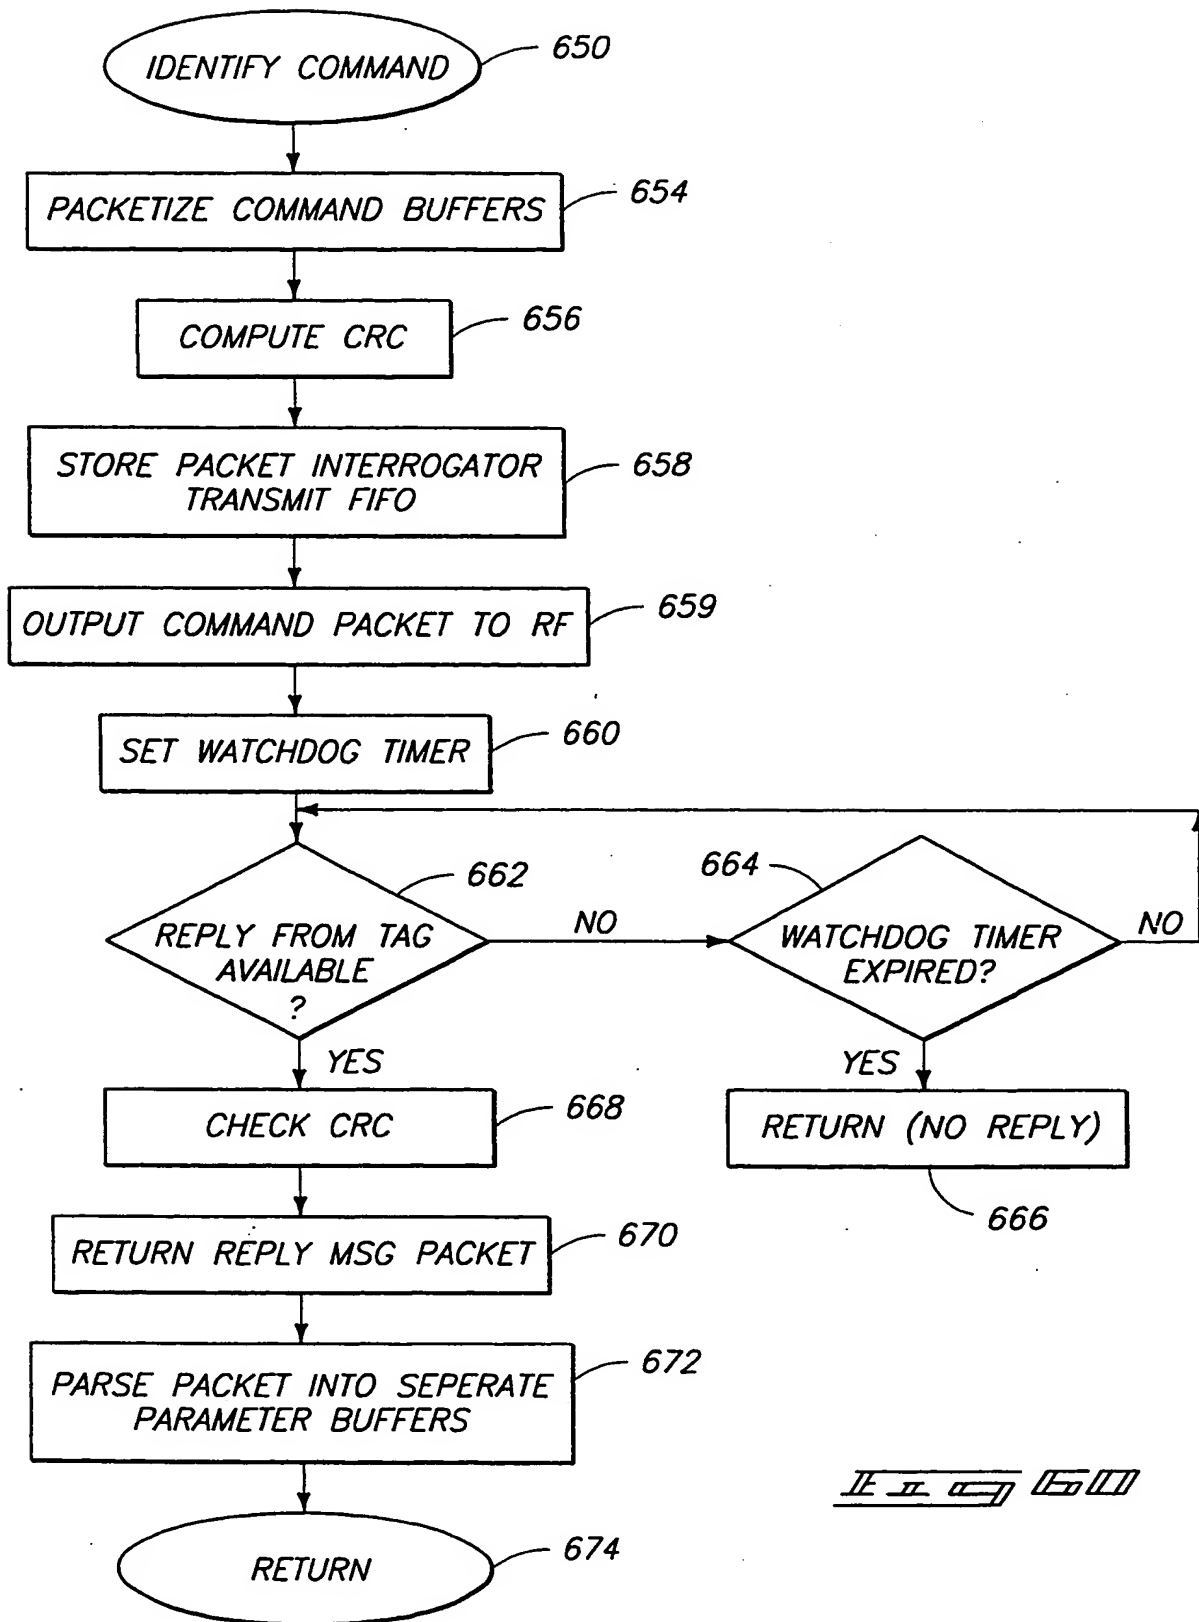 IDENTIFY COMMAND
650
PACKETIZE COMMAND BUFFERS
654
COMPUTE CRC
656
STORE PACKET INTERROGATOR
TRANSMIT FIFO
658
OUTPUT COMMAND PACKET TO RF
659
SET WATCHDOG TIMER
660
662
REPLY FROM TAG
AVAILABLE
?
NO
664
WATCHDOG TIMER
EXPIRED?
NO
YES
YES
CHECK CRC
668
RETURN (NO REPLY)
666
RETURN REPLY MSG PACKET
670
PARSE PACKET INTO SEPERATE
PARAMETER BUFFERS
672
RETURN
674
FIG 60